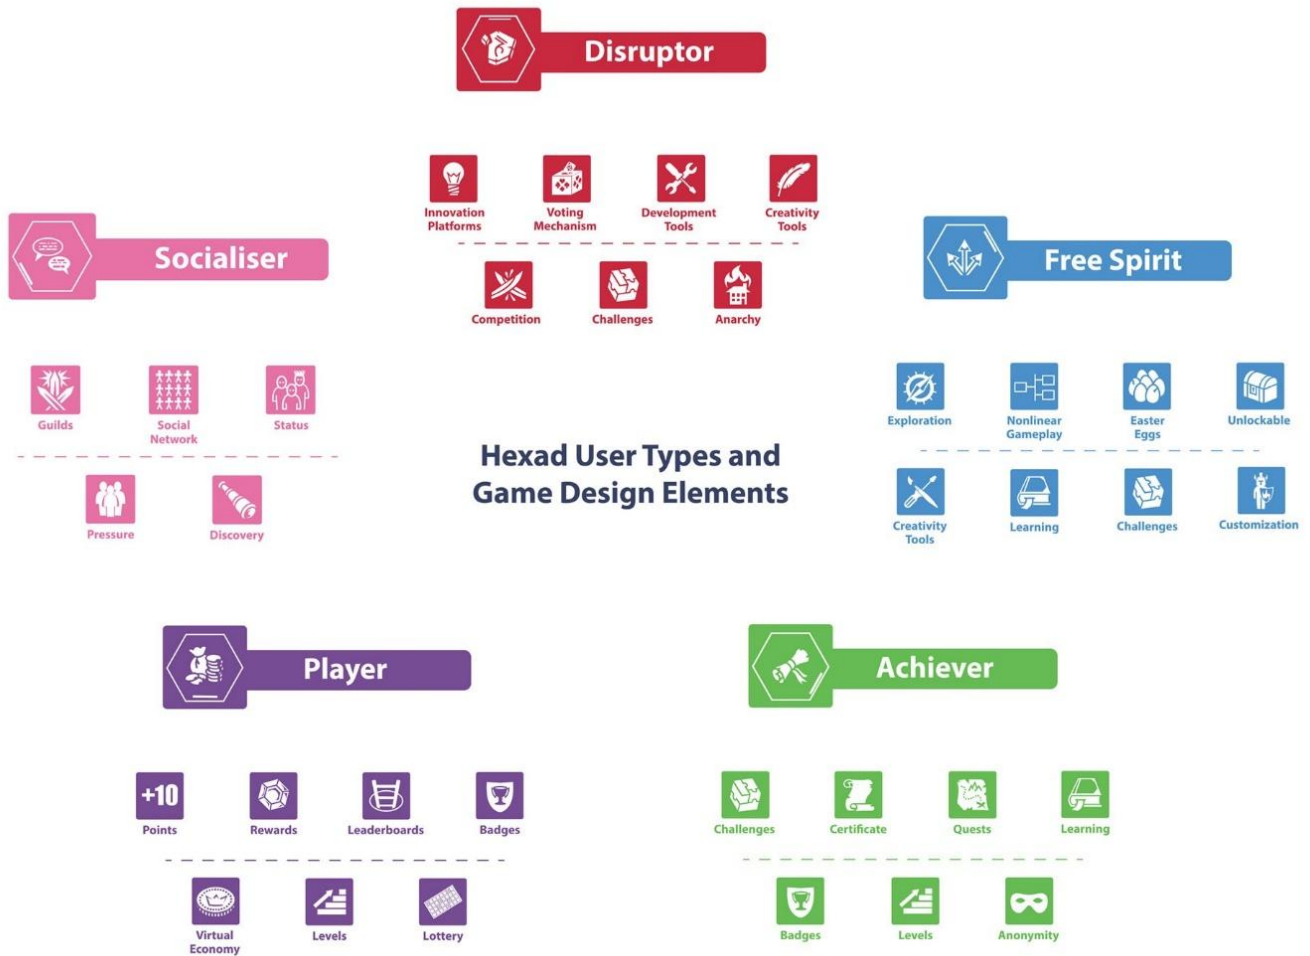 Disruptor
Innovation
Platforms
Voting
Mechanism
Development
Tools
Creativity
Tools
Competition
Challenges
Anarchy
Socialiser
Guilds
Social
Network
Status
Pressure
Discovery
Free Spirit
Exploration
Nonlinear
Gameplay
Easter
Eggs
Unlockable
Creativity
Tools
Learning
Challenges
Customization
Hexad User Types and
Game Design Elements
Player
+10
Points
Rewards
Leaderboards
Badges
Virtual
Economy
Levels
Lottery
Achiever
Challenges
Certificate
Quests
Learning
Badges
Levels
Anonymity